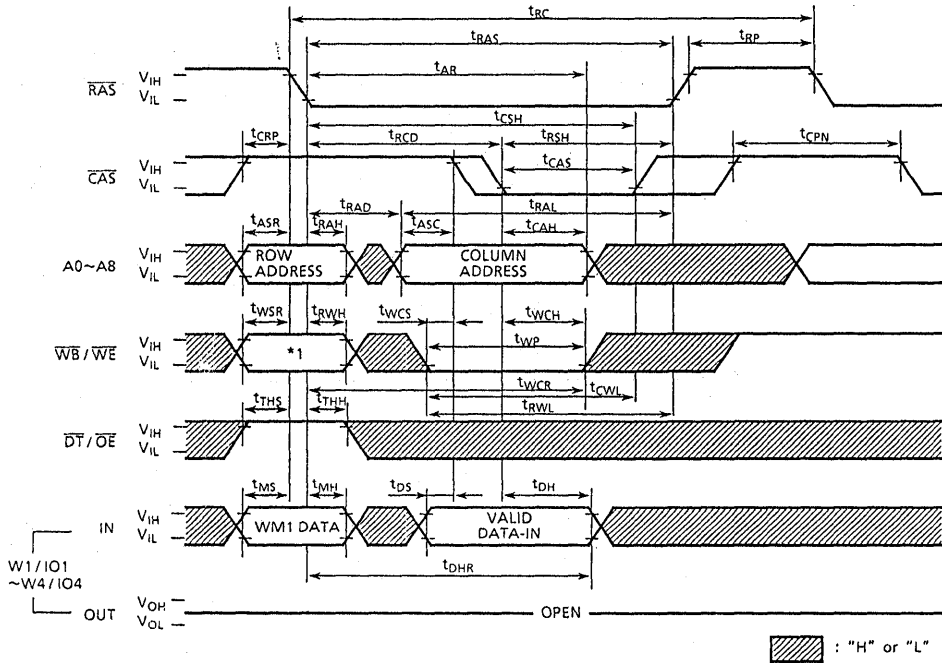 tRC
tRAS
tRP
tAR
RAS VIH
VIL
tCSH
tCRP tRCD tRSH tCPN
tCAS
CAS VIH
VIL
tRAD tRAL
tASR tRAH tASC tCAH
A0~A8 VIH
VIL
ROW ADDRESS
COLUMN ADDRESS
tWSR tRWH tWCS tWCH
tWP
WB/WE VIH
VIL
*1
tWCR
tCWL
tRWL
tTHS tTHH
DT/OE VIH
VIL
tMS tMH tDS tDH
IN VIH
VIL
WM1 DATA
VALID DATA-IN
W1/IO1
~W4/IO4
tDHR
OUT VOH
VOL
OPEN
: "H" or "L"